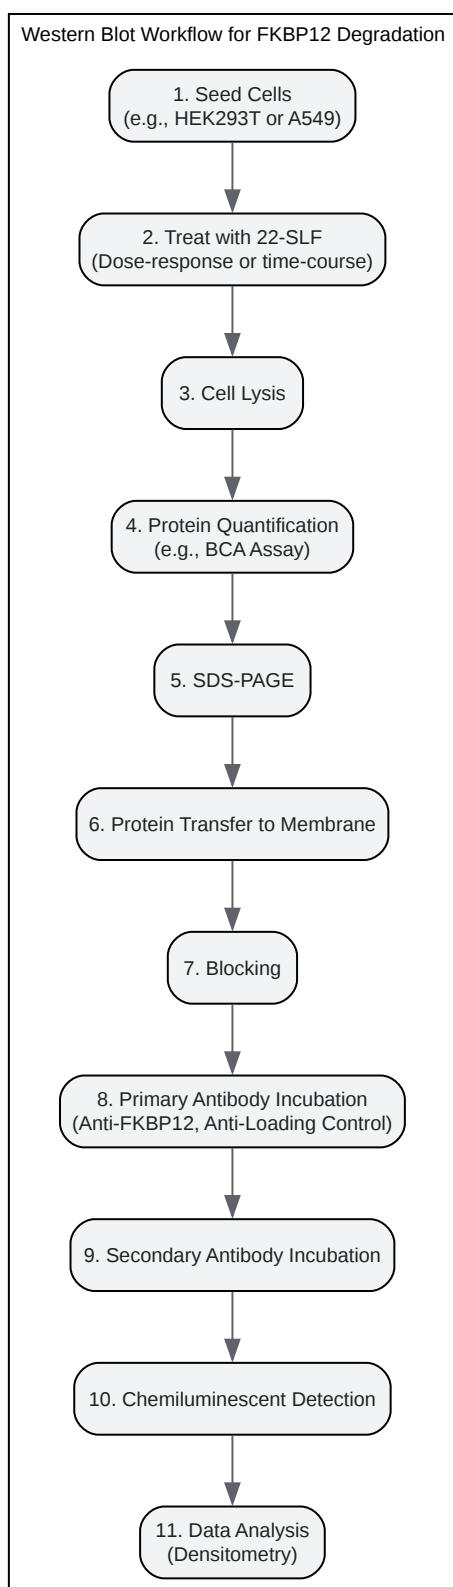 Western Blot Workflow for FKBP12 Degradation
1. Seed Cells
(e.g., HEK293T or A549)
2. Treat with 22-SLF
(Dose-response or time-course)
3. Cell Lysis
4. Protein Quantification
(e.g., BCA Assay)
5. SDS-PAGE
6. Protein Transfer to Membrane
7. Blocking
8. Primary Antibody Incubation
(Anti-FKBP12, Anti-Loading Control)
9. Secondary Antibody Incubation
10. Chemiluminescent Detection
11. Data Analysis
(Densitometry)